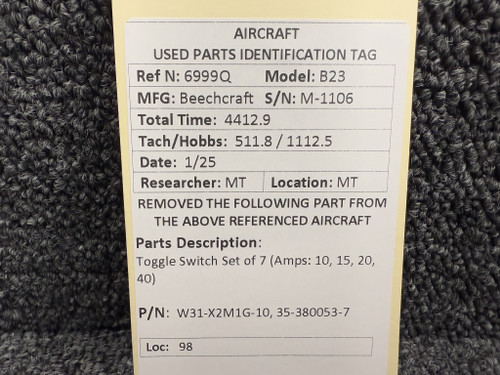 AIRCRAFT
USED PARTS IDENTIFICATION TAG
Ref N: 6999Q Model: B23
MFG: Beechcraft S/N: M-1106
Total Time: 4412.9
Tach/Hobbs: 511.8 / 1112.5
Date: 1/25
Researcher: MT Location: MT
REMOVED THE FOLLOWING PART FROM
THE ABOVE REFERENCED AIRCRAFT
Parts Description:
Toggle Switch Set of 7 (Amps: 10, 15, 20,
40)
P/N: W31-X2M1G-10, 35-380053-7
Loc: 98